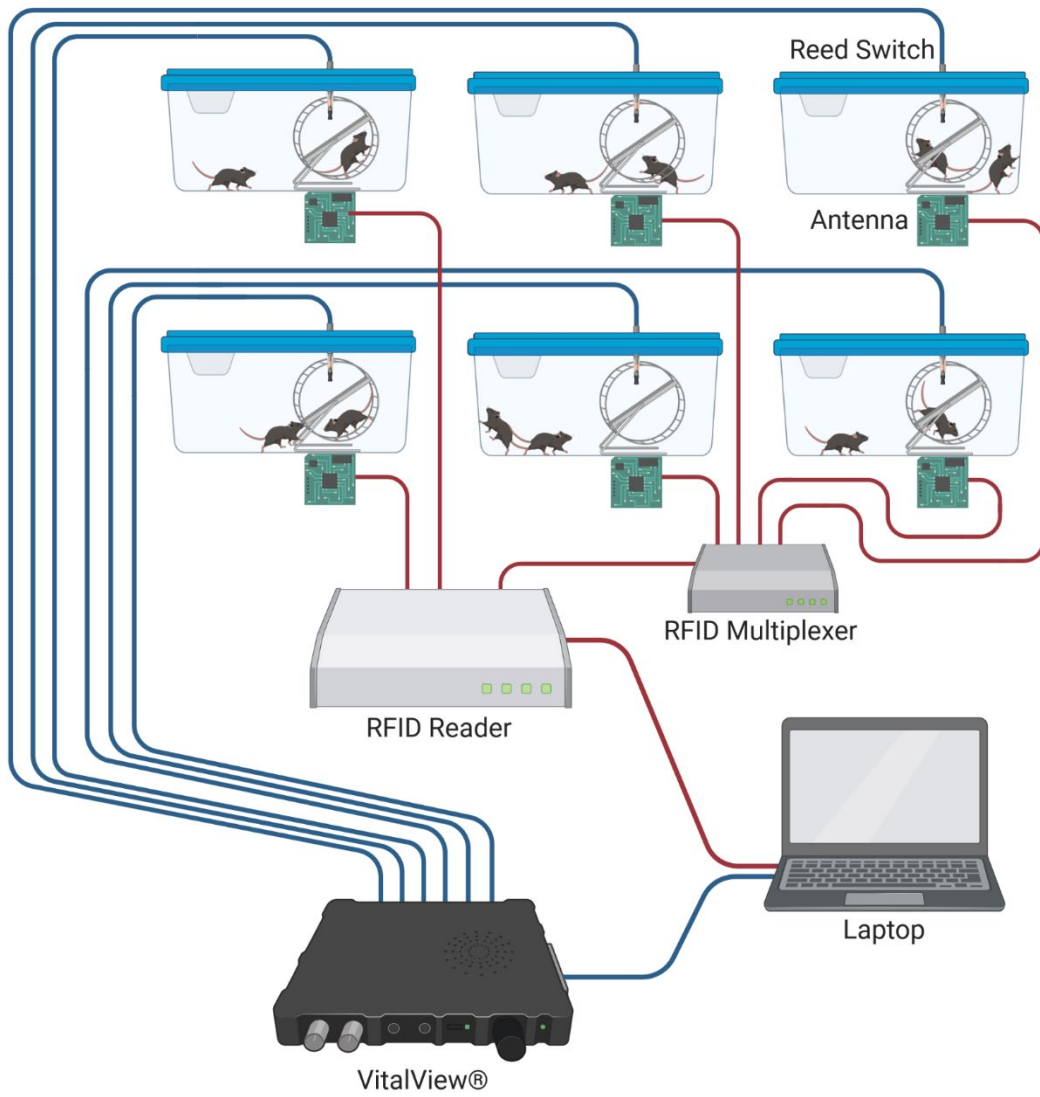 Reed Switch
Antenna
RFID Multiplexer
RFID Reader
Laptop
VitalView®